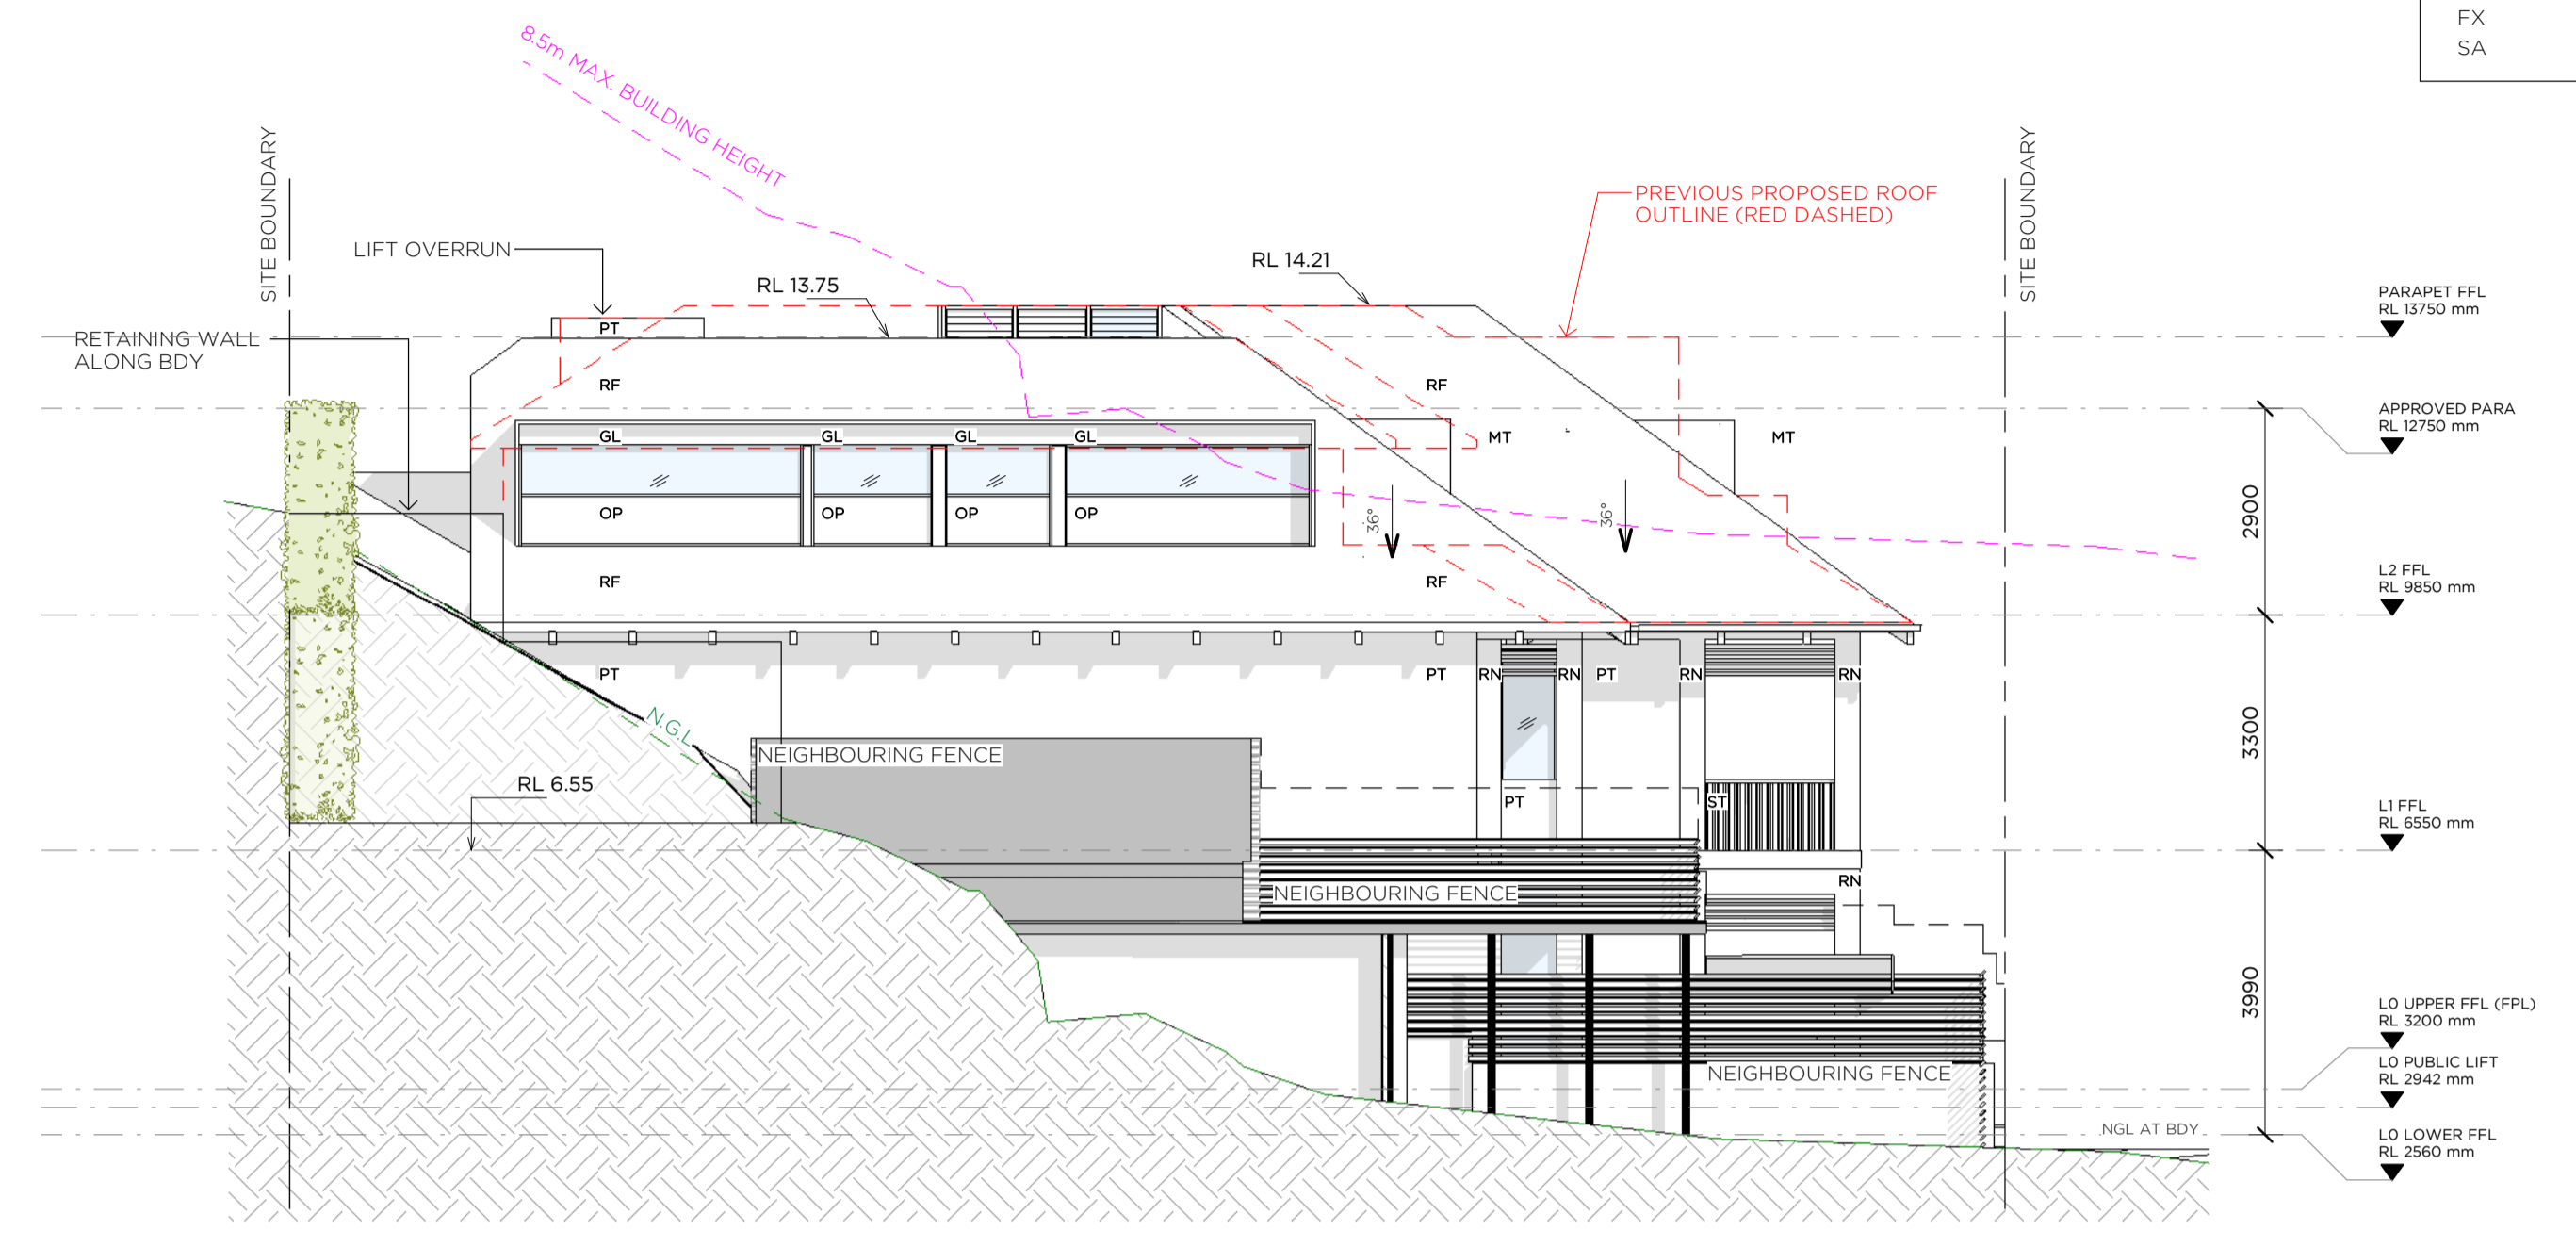 FX
SA
8.5m MAX. BUILDING HEIGHT
SITE BOUNDARY
SITE BOUNDARY
PREVIOUS PROPOSED ROOF
OUTLINE (RED DASHED)
LIFT OVERRUN
RL 13.75
RL 14.21
PARAPET FFL
RL 13750 mm
PT
RETAINING WALL
ALONG BDY
RF
RF
APPROVED PARA
RL 12750 mm
GL
GL
GL
GL
MT
MT
OP
OP
OP
OP
36°
36°
2900
RF
RF
L2 FFL
RL 9850 mm
PT
PT
RN
RN
PT
RN
RN
N.G.L
3300
NEIGHBOURING FENCE
RL 6.55
PT
ST
L1 FFL
RL 6550 mm
RN
NEIGHBOURING FENCE
3990
L0 UPPER FFL (FPL)
RL 3200 mm
NEIGHBOURING FENCE
L0 PUBLIC LIFT
RL 2942 mm
NGL AT BDY
L0 LOWER FFL
RL 2560 mm